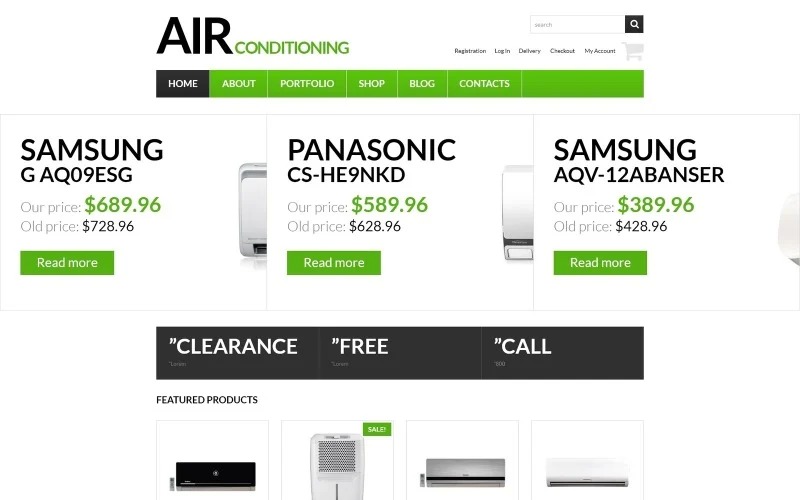 AIR CONDITIONING
search
Registration Log In Delivery Checkout My Account
HOME ABOUT PORTFOLIO SHOP BLOG CONTACTS
SAMSUNG
G AQ09ESG
Our price: $689.96
Old price: $728.96
Read more
PANASONIC
CS-HE9NKD
Our price: $589.96
Old price: $628.96
Read more
SAMSUNG
AQV-12ABANSER
Our price: $389.96
Old price: $428.96
Read more
”CLEARANCE
"Lorem
”FREE
"Lorem
”CALL
"800
FEATURED PRODUCTS
SALE!